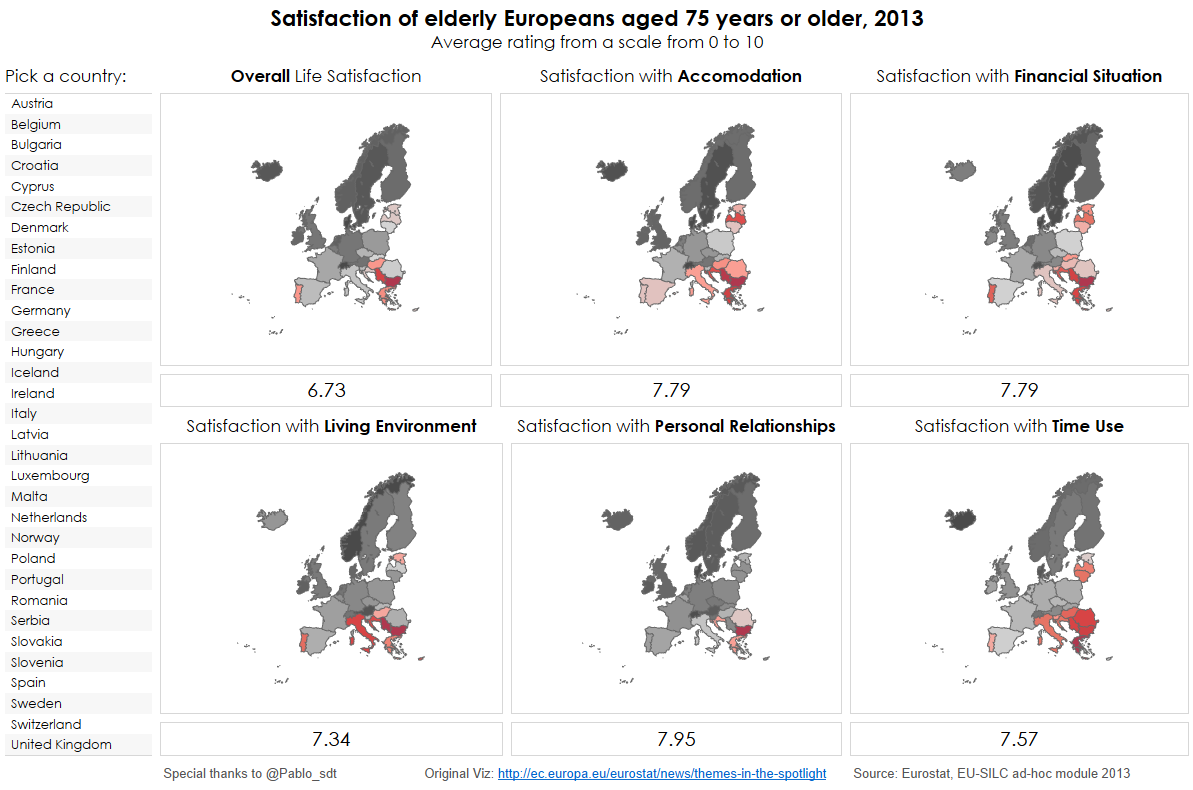 Satisfaction of elderly Europeans aged 75 years or older, 2013
Average rating from a scale from 0 to 10
Pick a country:
Austria
Belgium
Bulgaria
Croatia
Cyprus
Czech Republic
Denmark
Estonia
Finland
France
Germany
Greece
Hungary
Iceland
Ireland
Italy
Latvia
Lithuania
Luxembourg
Malta
Netherlands
Norway
Poland
Portugal
Romania
Serbia
Slovakia
Slovenia
Spain
Sweden
Switzerland
United Kingdom
Overall Life Satisfaction
6.73
Satisfaction with Accomodation
7.79
Satisfaction with Financial Situation
7.79
Satisfaction with Living Environment
7.34
Satisfaction with Personal Relationships
7.95
Satisfaction with Time Use
7.57
Special thanks to @Pablo_sdt
Original Viz: http://ec.europa.eu/eurostat/news/themes-in-the-spotlight
Source: Eurostat, EU-SILC ad-hoc module 2013